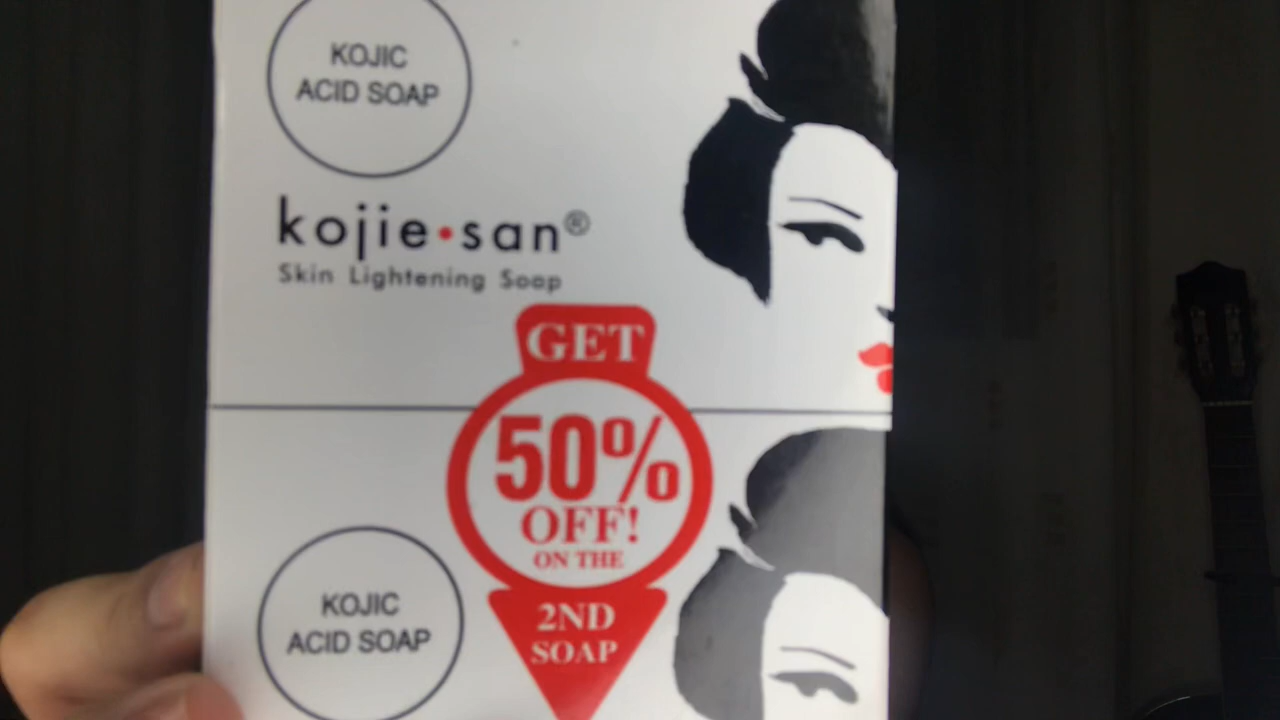 KOJIC
ACID SOAP
kojie•san®
Skin Lightening Soap
GET
50%
OFF!
ON THE
2ND
SOAP
KOJIC
ACID SOAP